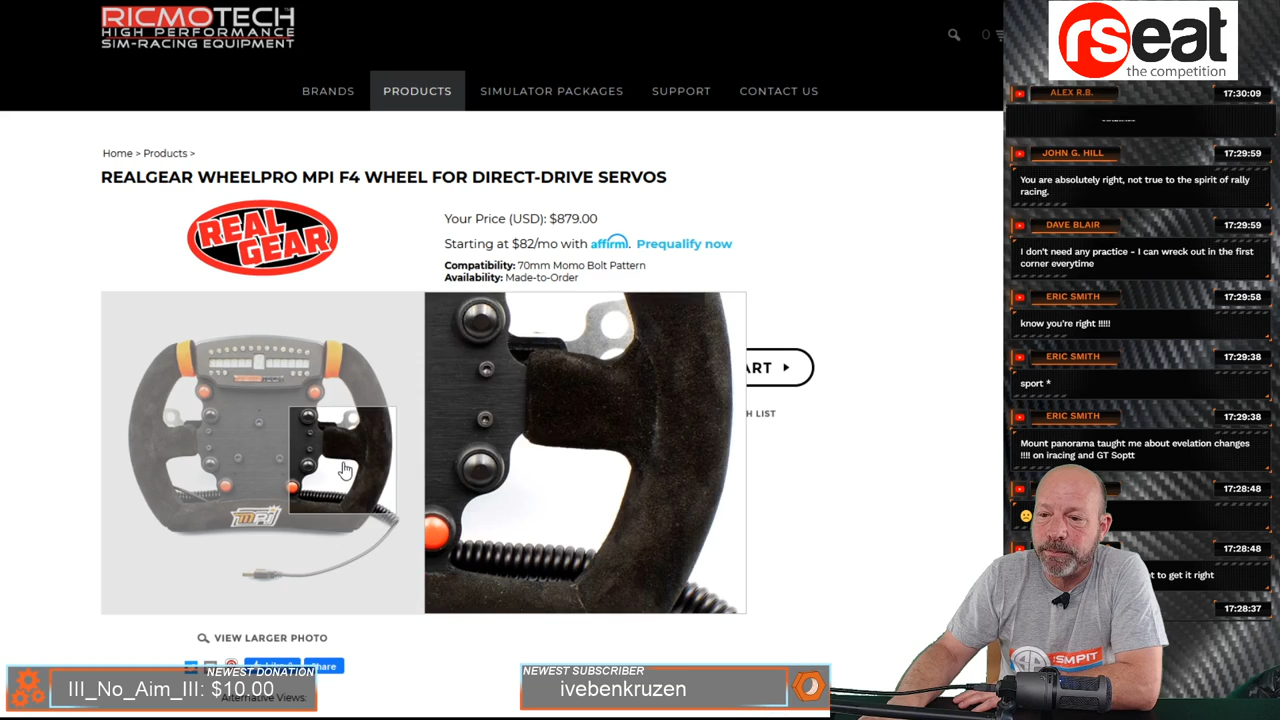 RICMOTECH
HIGH PERFORMANCE
SIM-RACING EQUIPMENT
0
BRANDS
PRODUCTS
SIMULATOR PACKAGES
SUPPORT
CONTACT US
Home > Products >
REALGEAR WHEELPRO MPI F4 WHEEL FOR DIRECT-DRIVE SERVOS
REAL
GEAR
Your Price (USD): $879.00
Starting at $82/mo with affirm. Prequalify now
Compatibility: 70mm Momo Bolt Pattern
Availability: Made-to-Order
ART
H LIST
MPI
VIEW LARGER PHOTO
Share
Alternative Views:
NEWEST DONATION
III_No_Aim_III: $10.00
NEWEST SUBSCRIBER
ivebenkruzen
rseat
the competition
ALEX R.B. 17:30:09
JOHN G. HILL 17:29:59
You are absolutely right, not true to the spirit of rally
racing.
DAVE BLAIR 17:29:59
I don't need any practice - I can wreck out in the first
corner everytime
ERIC SMITH 17:29:58
know you're right !!!!!
ERIC SMITH 17:29:38
sport *
ERIC SMITH 17:29:38
Mount panorama taught me about evelation changes
!!!! on iracing and GT Soptt
17:28:48
17:28:48
t to get it right
17:28:37
SMPIT